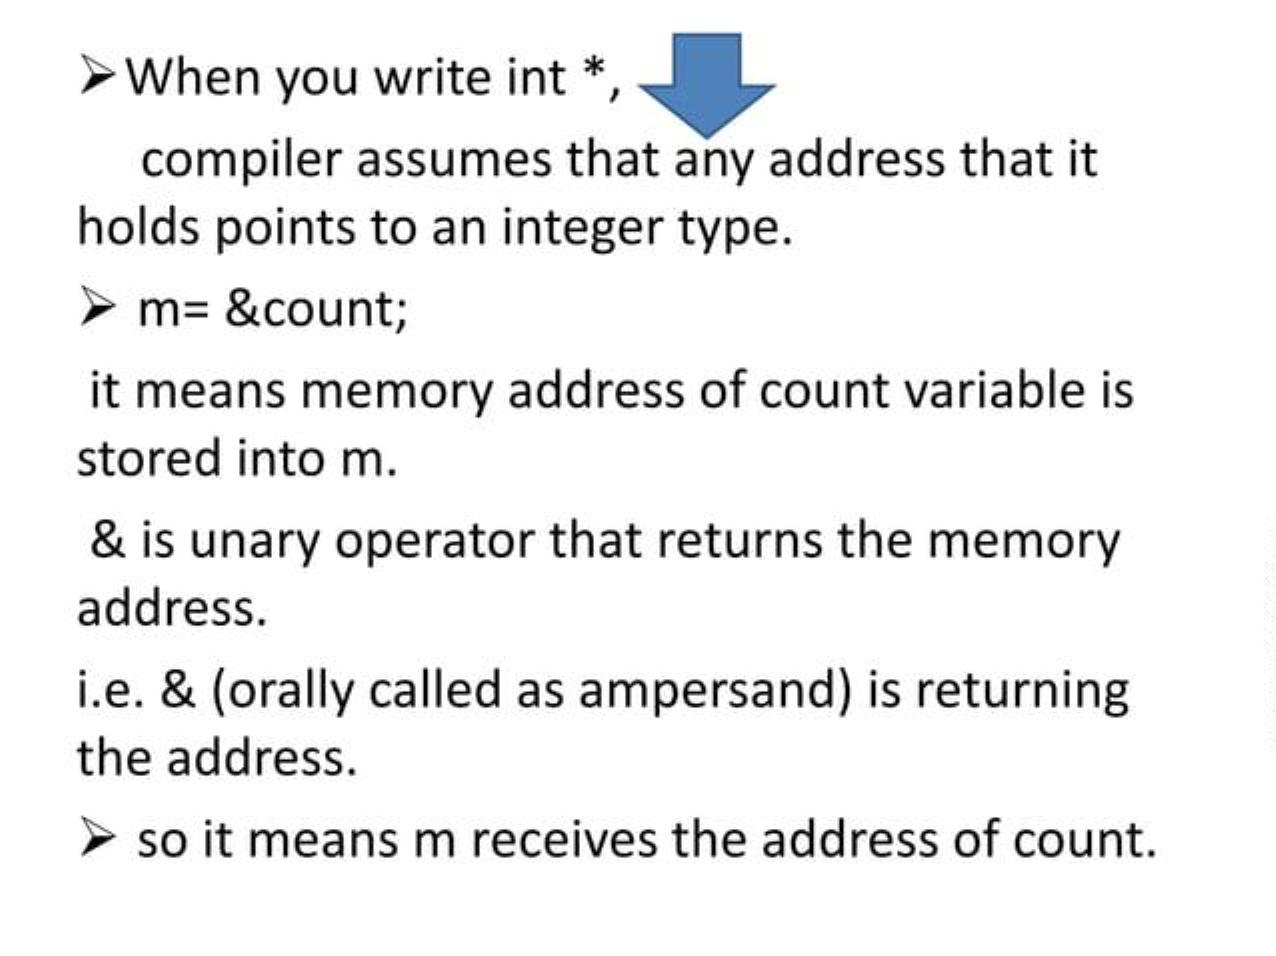 ➢When you write int *,
compiler assumes that any address that it
holds points to an integer type.
➢ m= &count;
it means memory address of count variable is
stored into m.
& is unary operator that returns the memory
address.
i.e. & (orally called as ampersand) is returning
the address.
➢ so it means m receives the address of count.